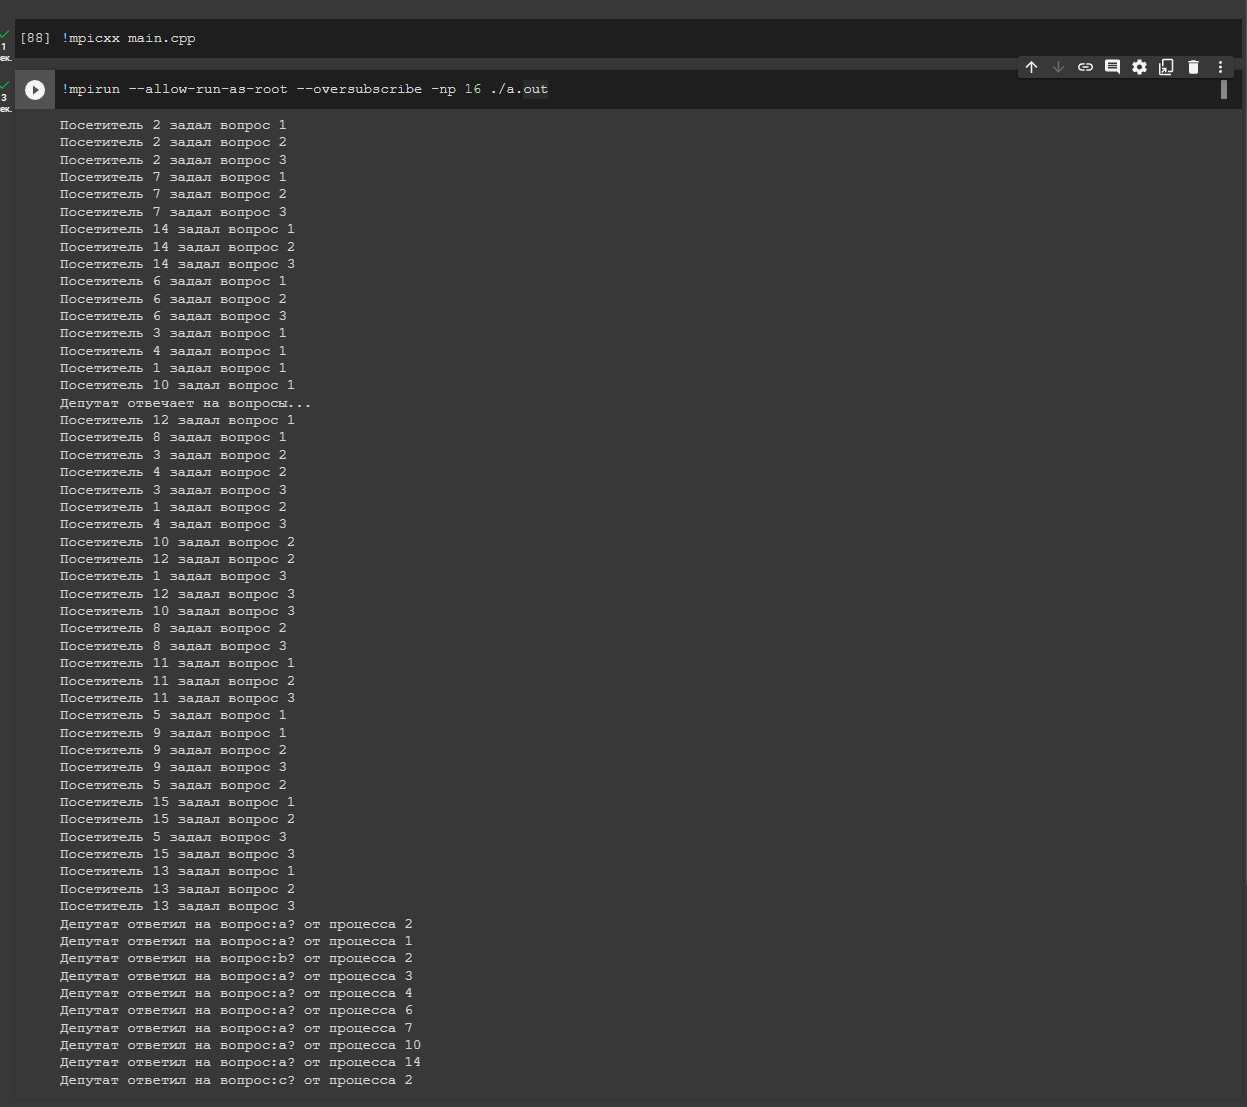 [88] !mpicxx main.cpp
1
ек.
3
ек.
!mpirun --allow-run-as-root --oversubscribe -np 16 ./a.out
Посетитель 2 задал вопрос 1
Посетитель 2 задал вопрос 2
Посетитель 2 задал вопрос 3
Посетитель 7 задал вопрос 1
Посетитель 7 задал вопрос 2
Посетитель 7 задал вопрос 3
Посетитель 14 задал вопрос 1
Посетитель 14 задал вопрос 2
Посетитель 14 задал вопрос 3
Посетитель 6 задал вопрос 1
Посетитель 6 задал вопрос 2
Посетитель 6 задал вопрос 3
Посетитель 3 задал вопрос 1
Посетитель 4 задал вопрос 1
Посетитель 1 задал вопрос 1
Посетитель 10 задал вопрос 1
Депутат отвечает на вопросы...
Посетитель 12 задал вопрос 1
Посетитель 8 задал вопрос 1
Посетитель 3 задал вопрос 2
Посетитель 4 задал вопрос 2
Посетитель 3 задал вопрос 3
Посетитель 1 задал вопрос 2
Посетитель 4 задал вопрос 3
Посетитель 10 задал вопрос 2
Посетитель 12 задал вопрос 2
Посетитель 1 задал вопрос 3
Посетитель 12 задал вопрос 3
Посетитель 10 задал вопрос 3
Посетитель 8 задал вопрос 2
Посетитель 8 задал вопрос 3
Посетитель 11 задал вопрос 1
Посетитель 11 задал вопрос 2
Посетитель 11 задал вопрос 3
Посетитель 5 задал вопрос 1
Посетитель 9 задал вопрос 1
Посетитель 9 задал вопрос 2
Посетитель 9 задал вопрос 3
Посетитель 5 задал вопрос 2
Посетитель 15 задал вопрос 1
Посетитель 15 задал вопрос 2
Посетитель 5 задал вопрос 3
Посетитель 15 задал вопрос 3
Посетитель 13 задал вопрос 1
Посетитель 13 задал вопрос 2
Посетитель 13 задал вопрос 3
Депутат ответил на вопрос:a? от процесса 2
Депутат ответил на вопрос:a? от процесса 1
Депутат ответил на вопрос:b? от процесса 2
Депутат ответил на вопрос:a? от процесса 3
Депутат ответил на вопрос:a? от процесса 4
Депутат ответил на вопрос:a? от процесса 6
Депутат ответил на вопрос:a? от процесса 7
Депутат ответил на вопрос:a? от процесса 10
Депутат ответил на вопрос:a? от процесса 14
Депутат ответил на вопрос:c? от процесса 2